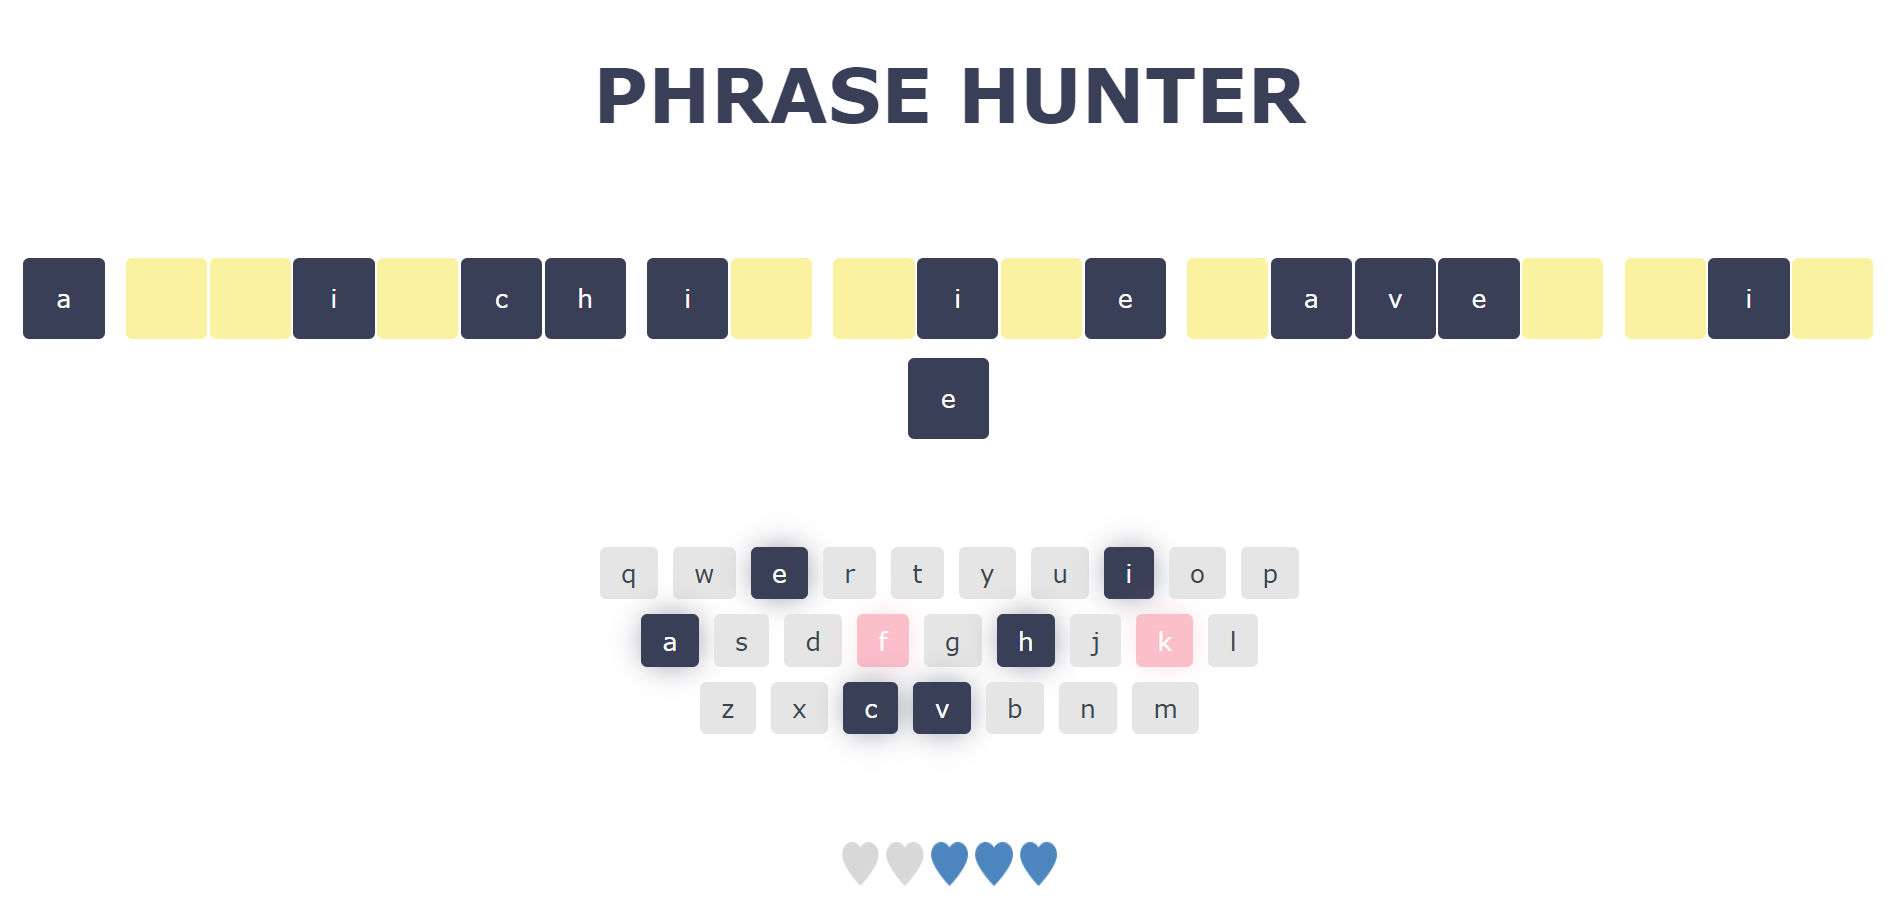 PHRASE HUNTER
a i c h i i e a v e i
e
q w e r t y u i o p
a s d f g h j k l
z x c v b n m